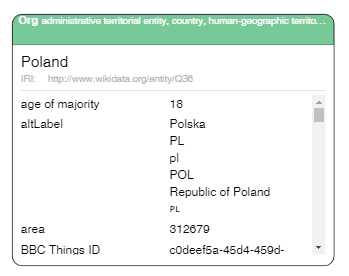 Org administrative territorial entity, country, human-geographic territo...
Poland
IRI: http://www.wikidata.org/entity/Q36
age of majority 18
altLabel Polska
PL
pl
POL
Republic of Poland
PL
area 312679
BBC Things ID c0deef5a-45d4-459d-